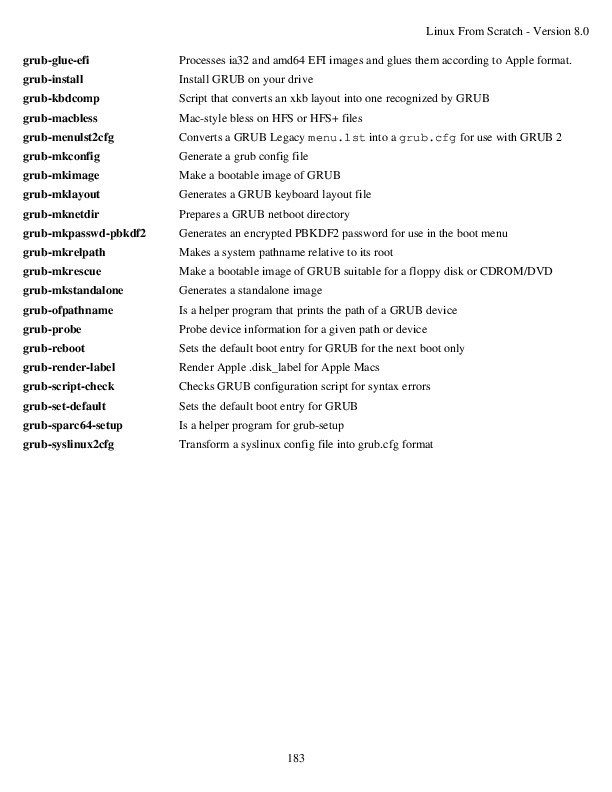 Linux From Scratch - Version 8.0
grub-glue-efi Processes ia32 and amd64 EFI images and glues them according to Apple format.
grub-install Install GRUB on your drive
grub-kbdcomp Script that converts an xkb layout into one recognized by GRUB
grub-macbless Mac-style bless on HFS or HFS+ files
grub-menulst2cfg Converts a GRUB Legacy menu.lst into a grub.cfg for use with GRUB 2
grub-mkconfig Generate a grub config file
grub-mkimage Make a bootable image of GRUB
grub-mklayout Generates a GRUB keyboard layout file
grub-mknetdir Prepares a GRUB netboot directory
grub-mkpasswd-pbkdf2 Generates an encrypted PBKDF2 password for use in the boot menu
grub-mkrelpath Makes a system pathname relative to its root
grub-mkrescue Make a bootable image of GRUB suitable for a floppy disk or CDROM/DVD
grub-mkstandalone Generates a standalone image
grub-ofpathname Is a helper program that prints the path of a GRUB device
grub-probe Probe device information for a given path or device
grub-reboot Sets the default boot entry for GRUB for the next boot only
grub-render-label Render Apple .disk_label for Apple Macs
grub-script-check Checks GRUB configuration script for syntax errors
grub-set-default Sets the default boot entry for GRUB
grub-sparc64-setup Is a helper program for grub-setup
grub-syslinux2cfg Transform a syslinux config file into grub.cfg format
183